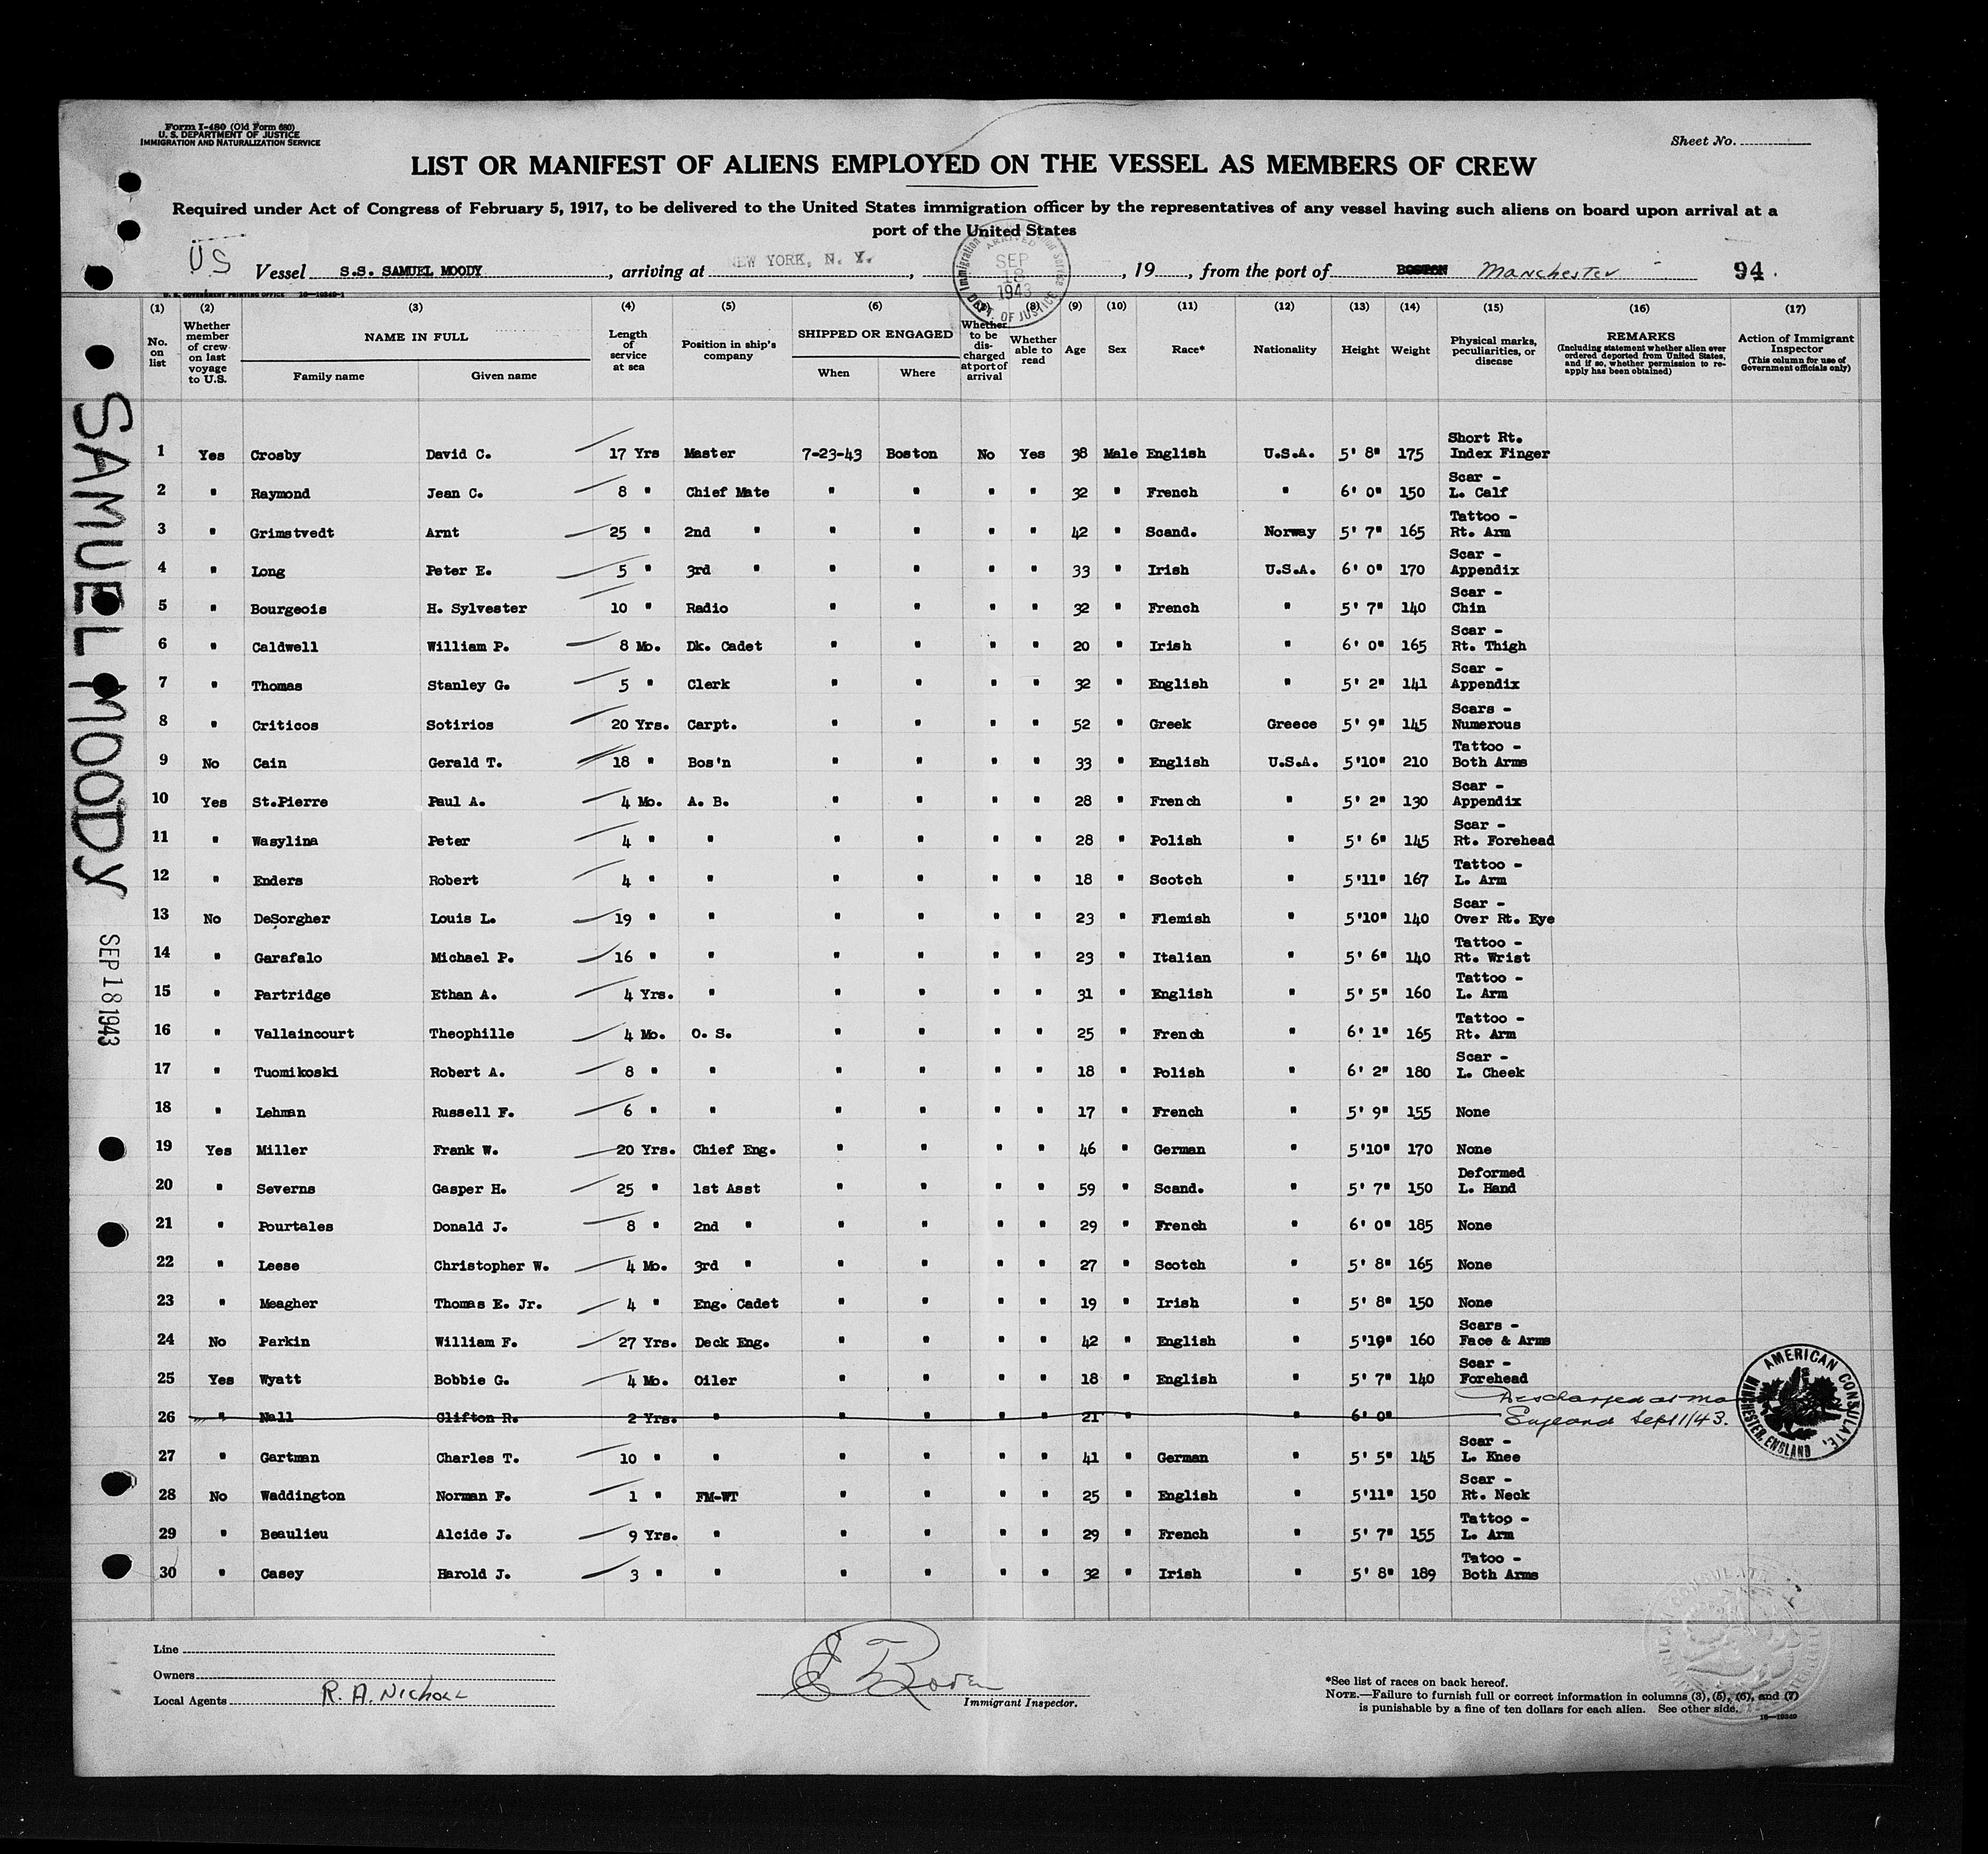 Form I-480 (Old Form 680)
U. S. DEPARTMENT OF JUSTICE
IMMIGRATION AND NATURALIZATION SERVICE
Sheet No.
LIST OR MANIFEST OF ALIENS EMPLOYED ON THE VESSEL AS MEMBERS OF CREW
Required under Act of Congress of February 5, 1917, to be delivered to the United States immigration officer by the representatives of any vessel having such aliens on board upon arrival at a
port of the United States
US Vessel S.S. SAMUEL MOODY, arriving at NEW YORK, N. Y., 19, from the port of BOSTON Manchester 94.
Immigration ARRIVED Service SEP 18 1943 DEPT. OF JUSTICE
U. S. GOVERNMENT PRINTING OFFICE 16-10349-1
(1) (2) (3) (4) (5) (6) (7) (8) (9) (10) (11) (12) (13) (14) (15) (16) (17)
No. on list
Whether member of crew on last voyage to U.S.
NAME IN FULL
Family name Given name
Length of service at sea
Position in ship's company
SHIPPED OR ENGAGED
When Where
Whether to be discharged at port of arrival
Whether able to read
Age Sex Race* Nationality Height Weight
Physical marks, peculiarities, or disease
REMARKS
(Including statement whether alien ever ordered deported from United States, and if so, whether permission to re-apply has been obtained)
Action of Immigrant Inspector
(This column for use of Government officials only)
1 Yes Crosby David C. 17 Yrs Master 7-23-43 Boston No Yes 38 Male English U.S.A. 5' 8" 175 Short Rt. Index Finger
2 " Raymond Jean C. 8 " Chief Mate " " " " 32 " French " 6' 0" 150 Scar - L. Calf
3 " Grimstvedt Arnt 25 " 2nd " " " " " 42 " Scand. Norway 5' 7" 165 Tattoo - Rt. Arm
4 " Long Peter E. 5 " 3rd " " " " " 33 " Irish U.S.A. 6' 0" 170 Scar - Appendix
5 " Bourgeois H. Sylvester 10 " Radio " " " " 32 " French " 5' 7" 140 Scar - Chin
6 " Caldwell William P. 8 Mo. Dk. Cadet " " " " 20 " Irish " 6' 0" 165 Scar - Rt. Thigh
7 " Thomas Stanley G. 5 " Clerk " " " " 32 " English " 5' 2" 141 Scar - Appendix
8 " Criticos Sotirios 20 Yrs. Carpt. " " " " 52 " Greek Greece 5' 9" 145 Scars - Numerous
9 No Cain Gerald T. 18 " Bos'n " " " " 33 " English U.S.A. 5'10" 210 Tattoo - Both Arms
10 Yes St.Pierre Paul A. 4 Mo. A. B. " " " " 28 " French " 5' 2" 130 Scar - Appendix
11 " Wasylina Peter 4 " " " " " " 28 " Polish " 5' 6" 145 Scar - Rt. Forehead
12 " Enders Robert 4 " " " " " " 18 " Scotch " 5'11" 167 Tattoo - L. Arm
13 No DeSorgher Louis L. 19 " " " " " " 23 " Flemish " 5'10" 140 Scar - Over Rt. Eye
14 " Garafalo Michael P. 16 " " " " " " 23 " Italian " 5' 6" 140 Tattoo - Rt. Wrist
15 " Partridge Ethan A. 4 Yrs. " " " " " 31 " English " 5' 5" 160 Tattoo - L. Arm
16 " Vallaincourt Theophille 4 Mo. O. S. " " " " 25 " French " 6' 1" 165 Tattoo - Rt. Arm
17 " Tuomikoski Robert A. 8 " " " " " " 18 " Polish " 6' 2" 180 Scar - L. Cheek
18 " Lehman Russell F. 6 " " " " " " 17 " French " 5' 9" 155 None
19 Yes Miller Frank W. 20 Yrs. Chief Eng. " " " " 46 " German " 5'10" 170 None
20 " Severns Gasper H. 25 " 1st Asst " " " " 59 " Scand. " 5' 7" 150 Deformed L. Hand
21 " Pourtales Donald J. 8 " 2nd " " " " " 29 " French " 6' 0" 185 None
22 " Leese Christopher W. 4 Mo. 3rd " " " " " 27 " Scotch " 5' 8" 165 None
23 " Meagher Thomas E. Jr. 4 " Eng. Cadet " " " " 19 " Irish " 5' 8" 150 None
24 No Parkin William F. 27 Yrs. Deck Eng. " " " " 42 " English " 5'10" 160 Scars - Face & Arms
25 Yes Wyatt Bobbie G. 4 Mo. Oiler " " " " 18 " English " 5' 7" 140 Scar - Forehead
26 " Nall Clifton R. 2 Yrs. " 21 " " 6' 0" Discharged at England Sept 1/43.
AMERICAN CONSULATE, MANCHESTER, ENGLAND
27 " Gartman Charles T. 10 " " " " " " 41 " German " 5' 5" 145 Scar - L. Knee
28 No Waddington Norman F. 1 " FM-WT " " " " 25 " English " 5'11" 150 Scar - Rt. Neck
29 " Beaulieu Alcide J. 9 Yrs. " " " " " 29 " French " 5' 7" 155 Tattoo - L. Arm
30 " Casey Harold J. 3 " " " " " " 32 " Irish " 5' 8" 189 Tatoo - Both Arms
Line
Owners
Local Agents R. A. Nicholl
Immigrant Inspector.
*See list of races on back hereof.
NOTE.—Failure to furnish full or correct information in columns (3), (5), (6), and (7)
is punishable by a fine of ten dollars for each alien. See other side.
16-10349
SAMUEL MOODY
SEP 18 1943